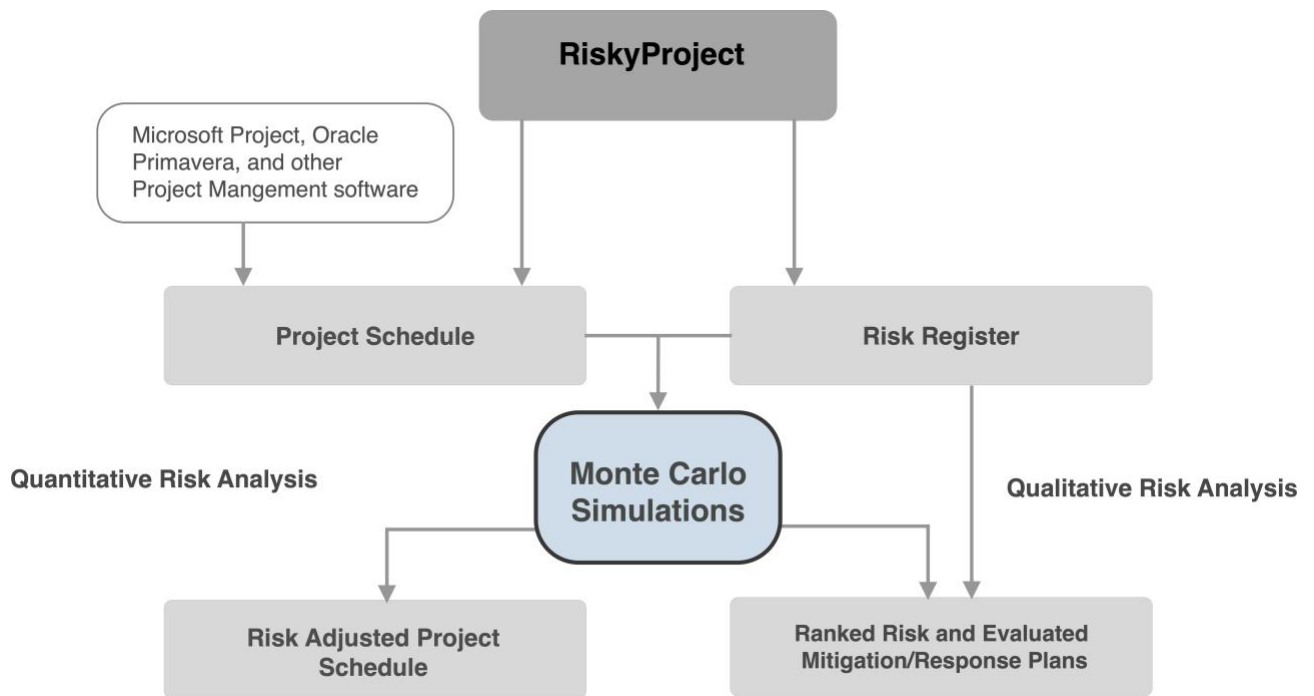 RiskyProject
Microsoft Project, Oracle
Primavera, and other
Project Mangement software
Project Schedule
Risk Register
Monte Carlo
Simulations
Quantitative Risk Analysis
Qualitative Risk Analysis
Risk Adjusted Project
Schedule
Ranked Risk and Evaluated
Mitigation/Response Plans